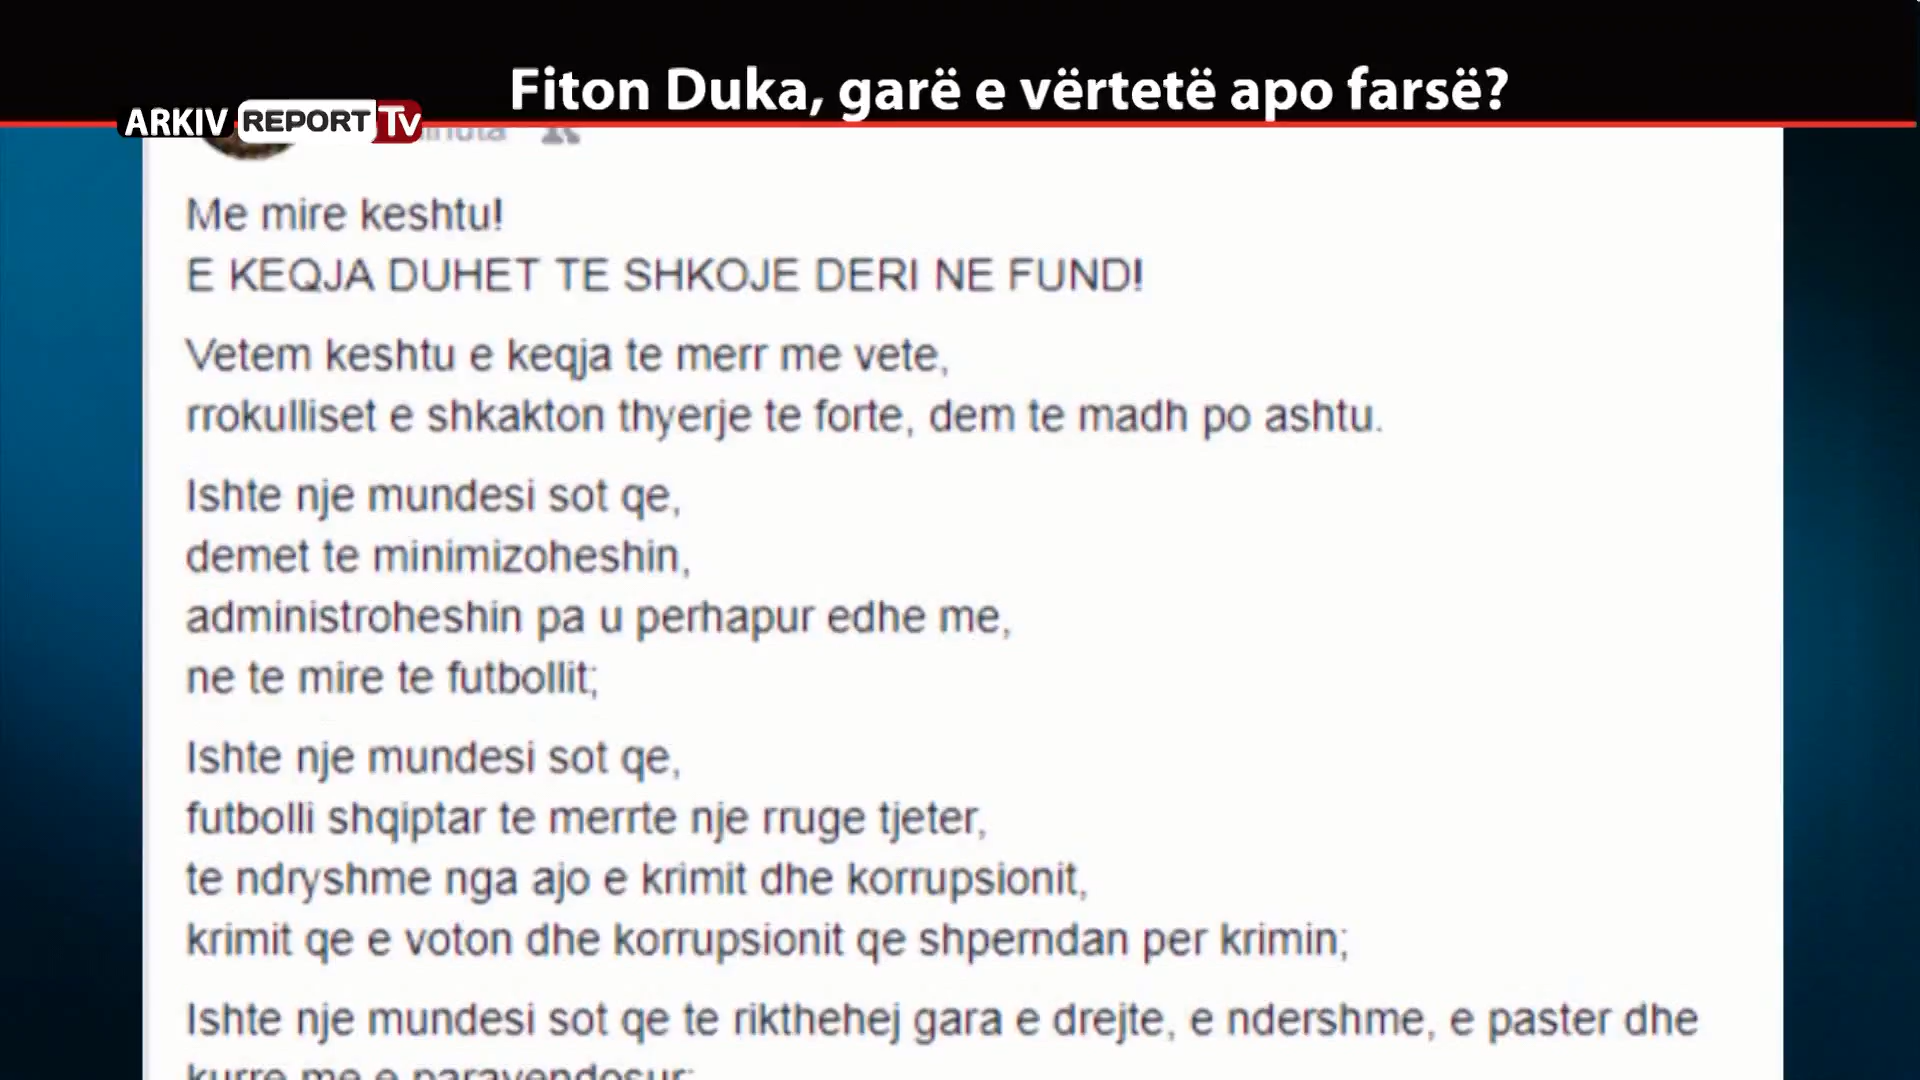 Fiton Duka, garë e vërtetë apo farsë?
ARKIV REPORT Tv
Me mire keshtu!
E KEQJA DUHET TE SHKOJE DERI NE FUND!
Vetem keshtu e keqja te merr me vete,
rrokulliset e shkakton thyerje te forte, dem te madh po ashtu.
Ishte nje mundesi sot qe,
demet te minimizoheshin,
administroheshin pa u perhapur edhe me,
ne te mire te futbollit;
Ishte nje mundesi sot qe,
futbolli shqiptar te merrte nje rruge tjeter,
te ndryshme nga ajo e krimit dhe korrupsionit,
krimit qe e voton dhe korrupsionit qe shperndan per krimin;
Ishte nje mundesi sot qe te rikthehej gara e drejte, e ndershme, e paster dhe
kurre me e paravendosur;